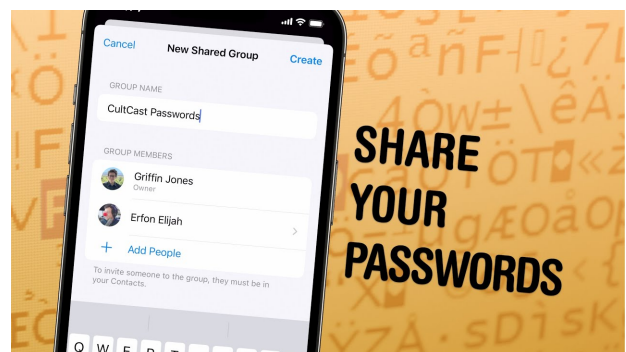 Cancel New Shared Group Create
GROUP NAME
CultCast Passwords
GROUP MEMBERS
Griffin Jones
Owner
Erfon Elijah
+ Add People
To invite someone to the group, they must be in
your Contacts.
Q W E R T
SHARE
YOUR
PASSWORDS